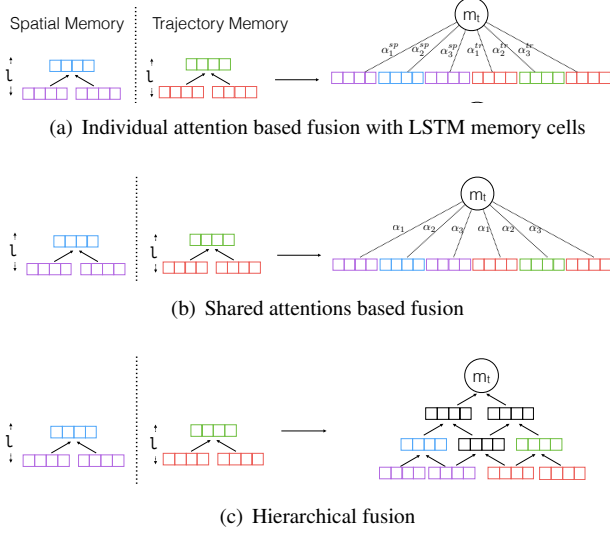 Spatial Memory Trajectory Memory
m_t
α_1^{sp} α_2^{sp} α_3^{sp} α_1^{tr} α_2^{tr} α_3^{tr}
l l
(a) Individual attention based fusion with LSTM memory cells
m_t
α_1 α_2 α_3 α_1 α_2 α_3
l l
(b) Shared attentions based fusion
m_t
l l
(c) Hierarchical fusion